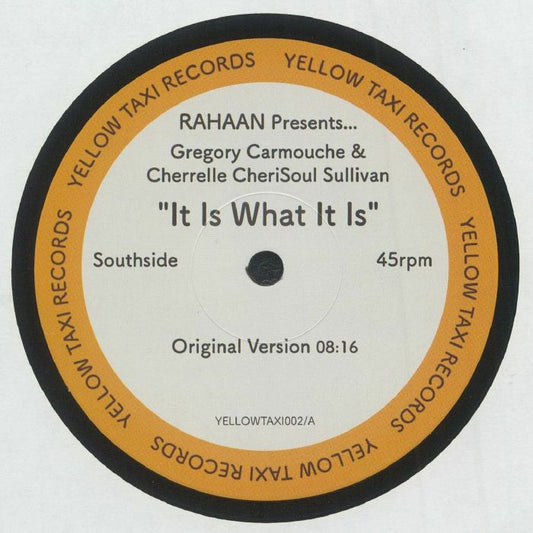 YELLOW TAXI RECORDS
YELLOW TAXI RECORDS
YELLOW TAXI RECORDS
YELLOW TAXI RECORDS
YELLOW TAXI RECORDS
RAHAAN Presents...
Gregory Carmouche &
Cherrelle CheriSoul Sullivan
"It Is What It Is"
Southside
45rpm
Original Version 08:16
YELLOWTAXI002/A